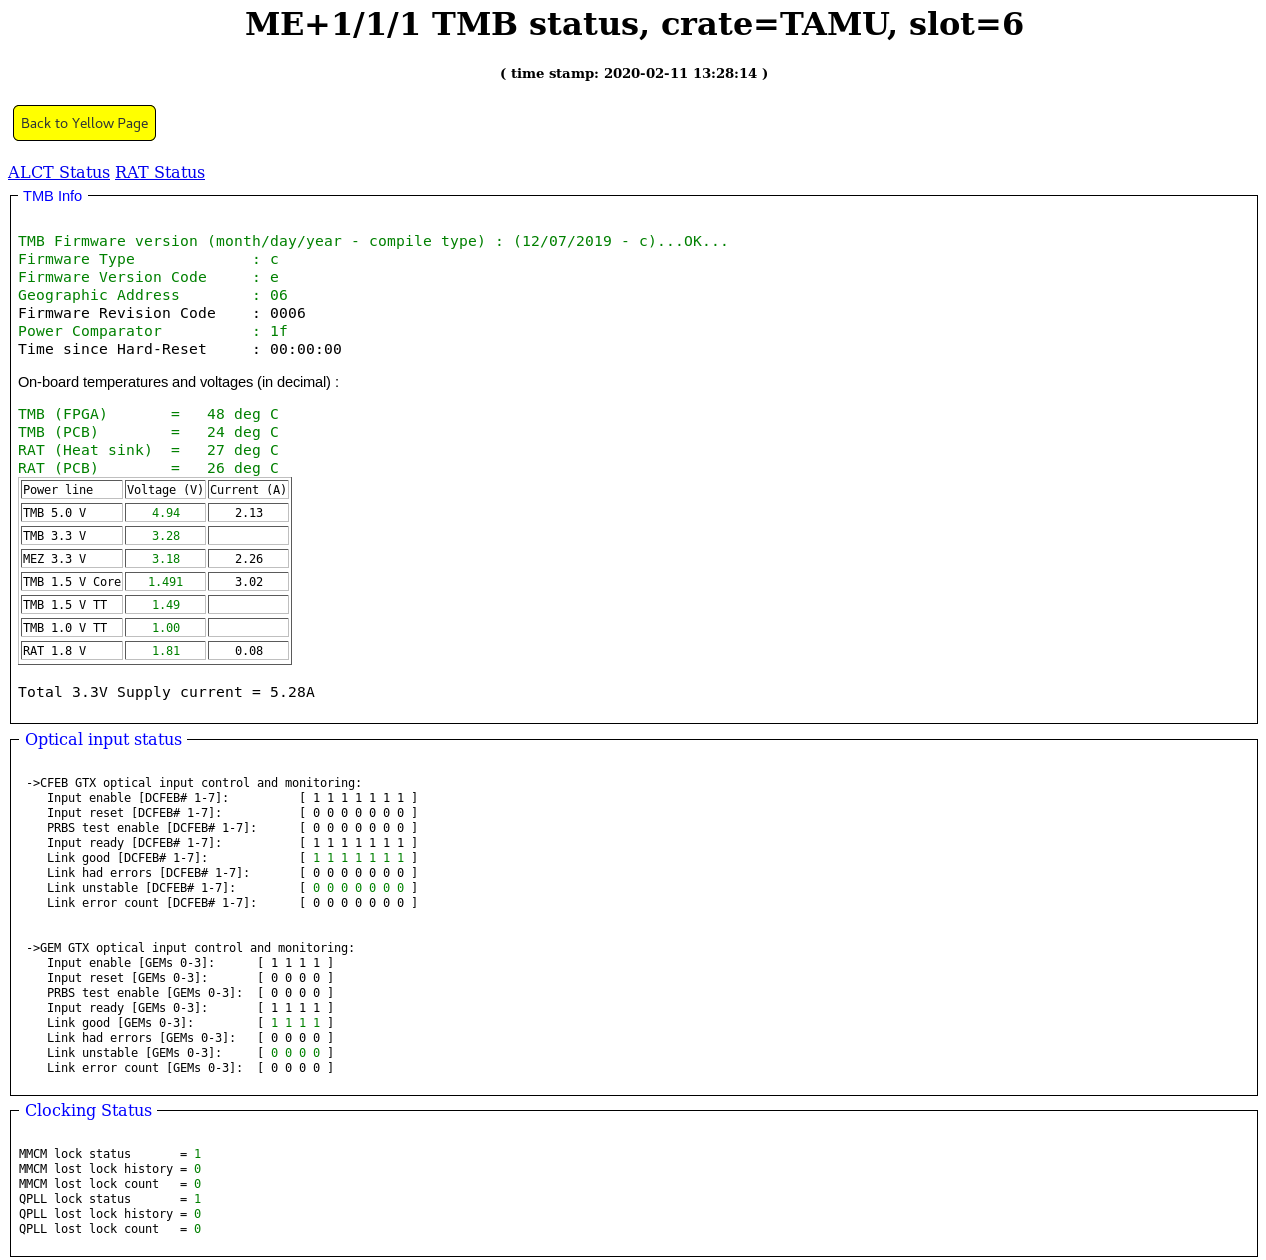 ME+1/1/1 TMB status, crate=TAMU, slot=6
( time stamp: 2020-02-11 13:28:14 )
Back to Yellow Page
ALCT Status RAT Status
TMB Info
TMB Firmware version (month/day/year - compile type) : (12/07/2019 - c)...OK...
Firmware Type             : c
Firmware Version Code     : e
Geographic Address        : 06
Firmware Revision Code    : 0006
Power Comparator          : 1f
Time since Hard-Reset     : 00:00:00
On-board temperatures and voltages (in decimal) :
TMB (FPGA)       =   48 deg C
TMB (PCB)        =   24 deg C
RAT (Heat sink)  =   27 deg C
RAT (PCB)        =   26 deg C
Power line Voltage (V) Current (A)
TMB 5.0 V 4.94 2.13
TMB 3.3 V 3.28
MEZ 3.3 V 3.18 2.26
TMB 1.5 V Core 1.491 3.02
TMB 1.5 V TT 1.49
TMB 1.0 V TT 1.00
RAT 1.8 V 1.81 0.08
Total 3.3V Supply current = 5.28A
Optical input status
->CFEB GTX optical input control and monitoring:
Input enable [DCFEB# 1-7]:          [ 1 1 1 1 1 1 1 ]
Input reset [DCFEB# 1-7]:           [ 0 0 0 0 0 0 0 ]
PRBS test enable [DCFEB# 1-7]:      [ 0 0 0 0 0 0 0 ]
Input ready [DCFEB# 1-7]:           [ 1 1 1 1 1 1 1 ]
Link good [DCFEB# 1-7]:             [ 1 1 1 1 1 1 1 ]
Link had errors [DCFEB# 1-7]:       [ 0 0 0 0 0 0 0 ]
Link unstable [DCFEB# 1-7]:         [ 0 0 0 0 0 0 0 ]
Link error count [DCFEB# 1-7]:      [ 0 0 0 0 0 0 0 ]
->GEM GTX optical input control and monitoring:
Input enable [GEMs 0-3]:      [ 1 1 1 1 ]
Input reset [GEMs 0-3]:       [ 0 0 0 0 ]
PRBS test enable [GEMs 0-3]:  [ 0 0 0 0 ]
Input ready [GEMs 0-3]:       [ 1 1 1 1 ]
Link good [GEMs 0-3]:         [ 1 1 1 1 ]
Link had errors [GEMs 0-3]:   [ 0 0 0 0 ]
Link unstable [GEMs 0-3]:     [ 0 0 0 0 ]
Link error count [GEMs 0-3]:  [ 0 0 0 0 ]
Clocking Status
MMCM lock status       = 1
MMCM lost lock history = 0
MMCM lost lock count   = 0
QPLL lock status       = 1
QPLL lost lock history = 0
QPLL lost lock count   = 0